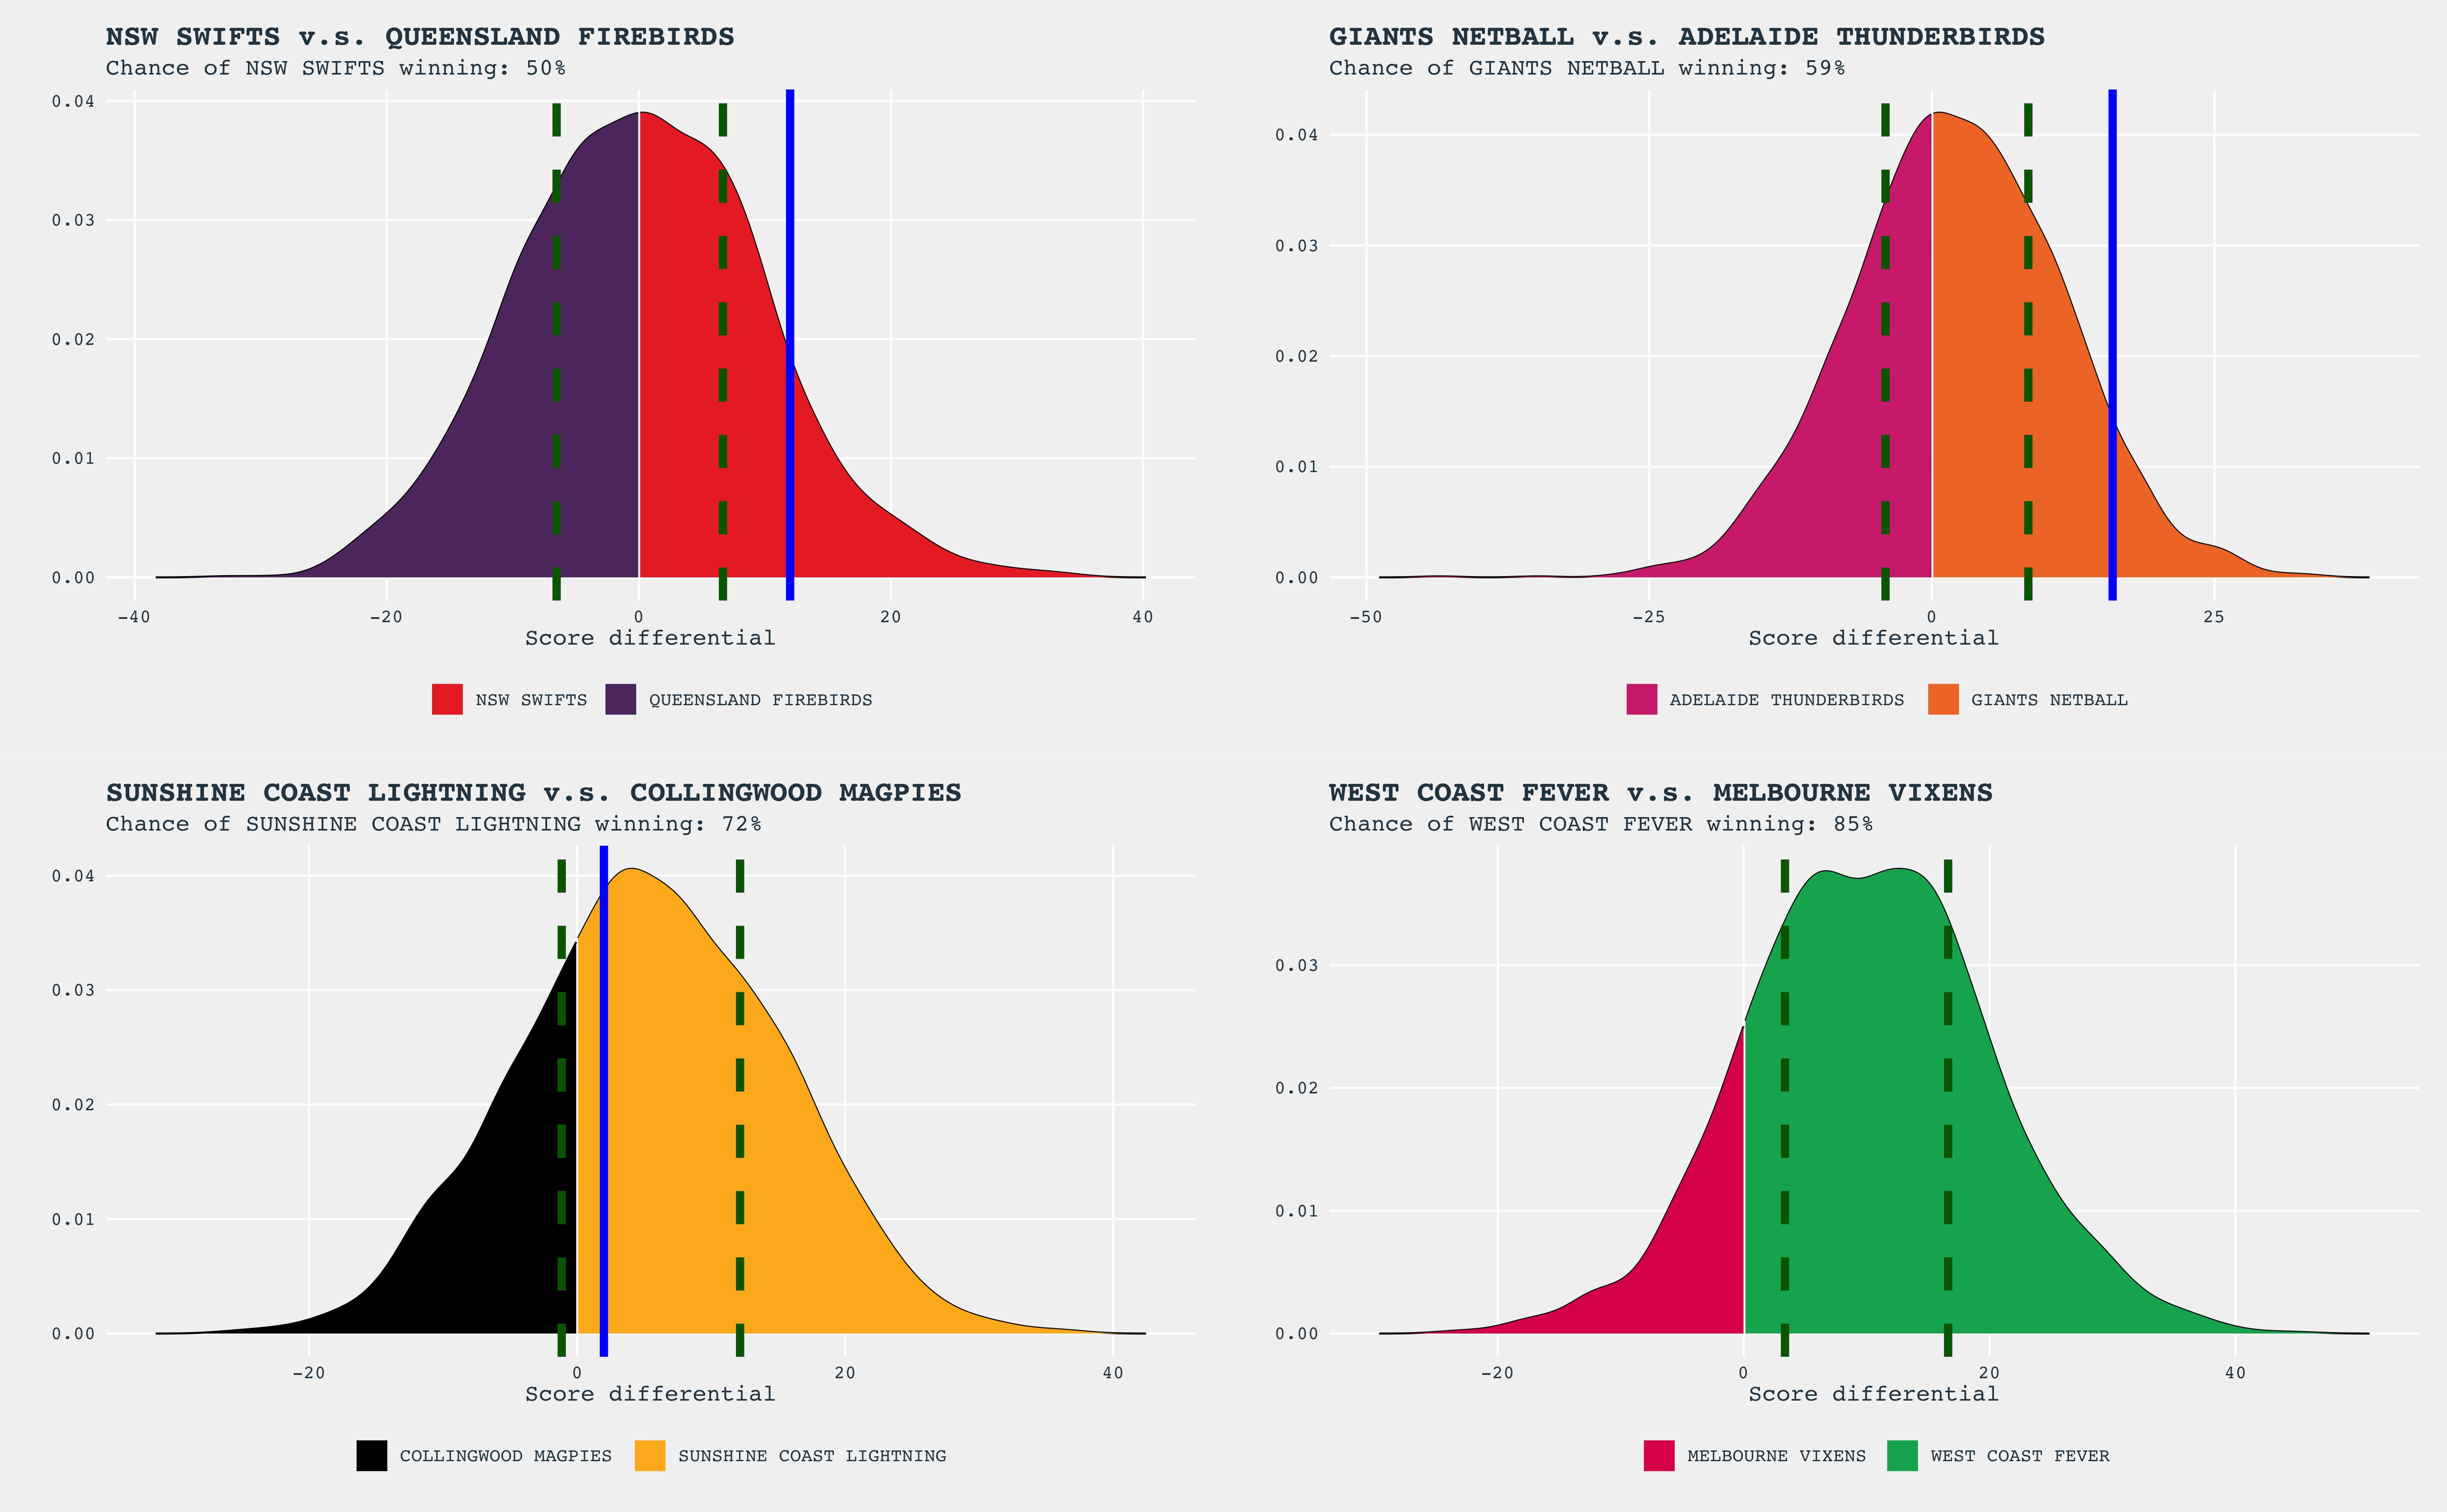 NSW SWIFTS v.s. QUEENSLAND FIREBIRDS
Chance of NSW SWIFTS winning: 50%
0.04
0.03
0.02
0.01
0.00
-40 -20 0 20 40
Score differential
NSW SWIFTS QUEENSLAND FIREBIRDS
GIANTS NETBALL v.s. ADELAIDE THUNDERBIRDS
Chance of GIANTS NETBALL winning: 59%
0.04
0.03
0.02
0.01
0.00
-50 -25 0 25
Score differential
ADELAIDE THUNDERBIRDS GIANTS NETBALL
SUNSHINE COAST LIGHTNING v.s. COLLINGWOOD MAGPIES
Chance of SUNSHINE COAST LIGHTNING winning: 72%
0.04
0.03
0.02
0.01
0.00
-20 0 20 40
Score differential
COLLINGWOOD MAGPIES SUNSHINE COAST LIGHTNING
WEST COAST FEVER v.s. MELBOURNE VIXENS
Chance of WEST COAST FEVER winning: 85%
0.03
0.02
0.01
0.00
-20 0 20 40
Score differential
MELBOURNE VIXENS WEST COAST FEVER